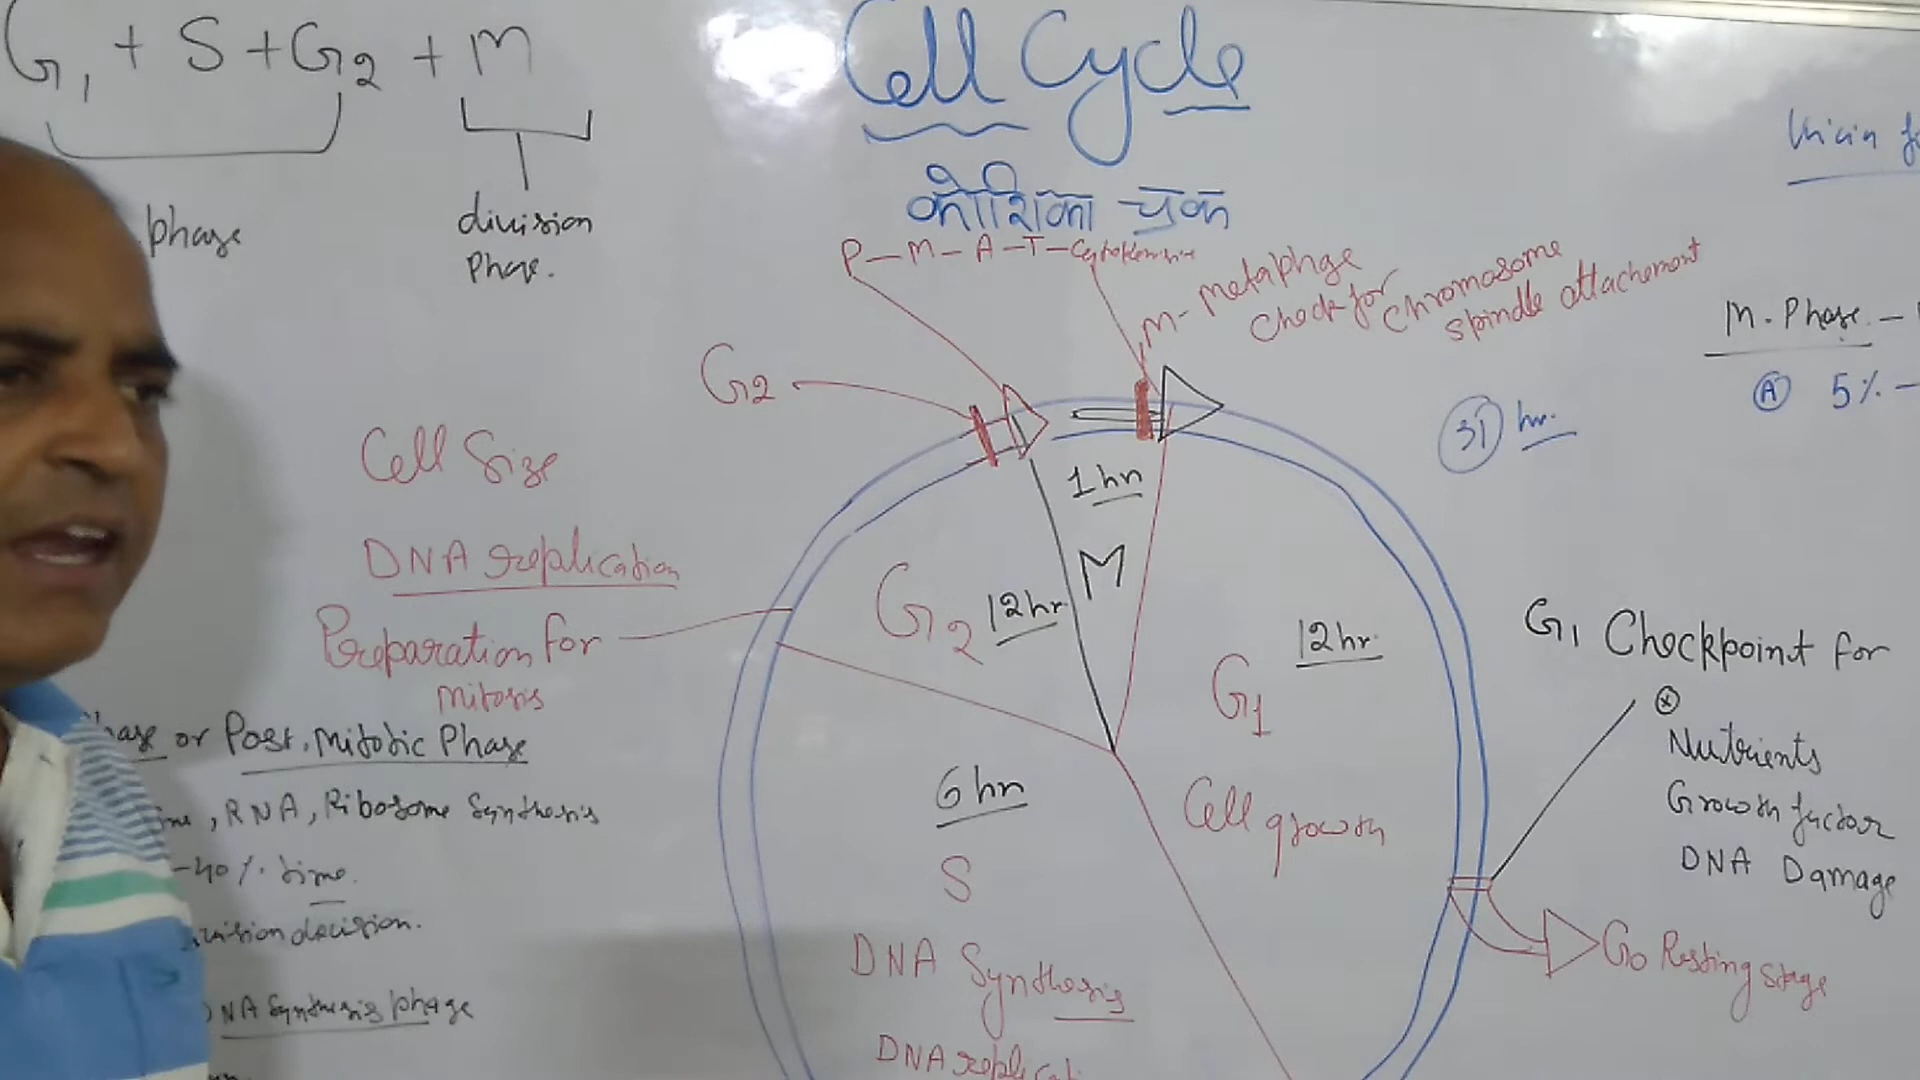 G1 + S + G2 + M
phase
division
Phase.
Cell Cycle
कोशिका चक्र
P-M-A-T-Cytokinesis
M- metaphase
Check for chromosome
spindle attachement
M. Phase -
Ⓐ 5% -
31 hr.
G2
Cell Size
DNA replication
Preparation for
mitosis
1 hr
M
G2 12hr
12hr.
G1
Cell growth
G1 Checkpoint for
Nutrients
Growth factor
DNA Damage
G0 Resting stage
6 hr
S
DNA Synthesis
or Post. Mitotic Phase
, RNA, Ribosome Synthesis
-40% time.
decision.
DNA Synthesis phase